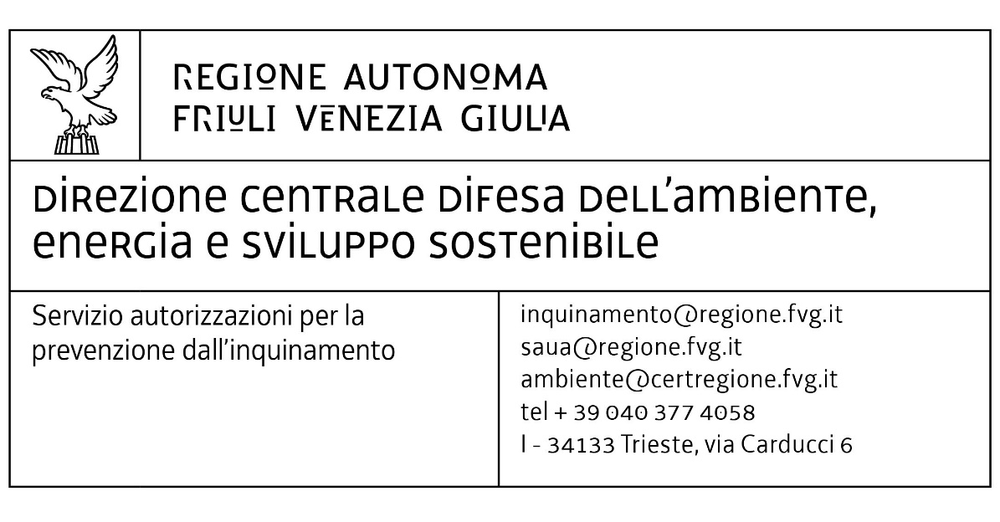 REGIONE AUTONOMA
FRIULI VENEZIA GIULIA
DiRezione centrale Difesa dell'ambiente,
energia e sviluppo sostenibile
Servizio autorizzazioni per la
prevenzione dall'inquinamento
inquinamento@regione.fvg.it
saua@regione.fvg.it
ambiente@certregione.fvg.it
tel + 39 040 377 4058
I - 34133 Trieste, via Carducci 6